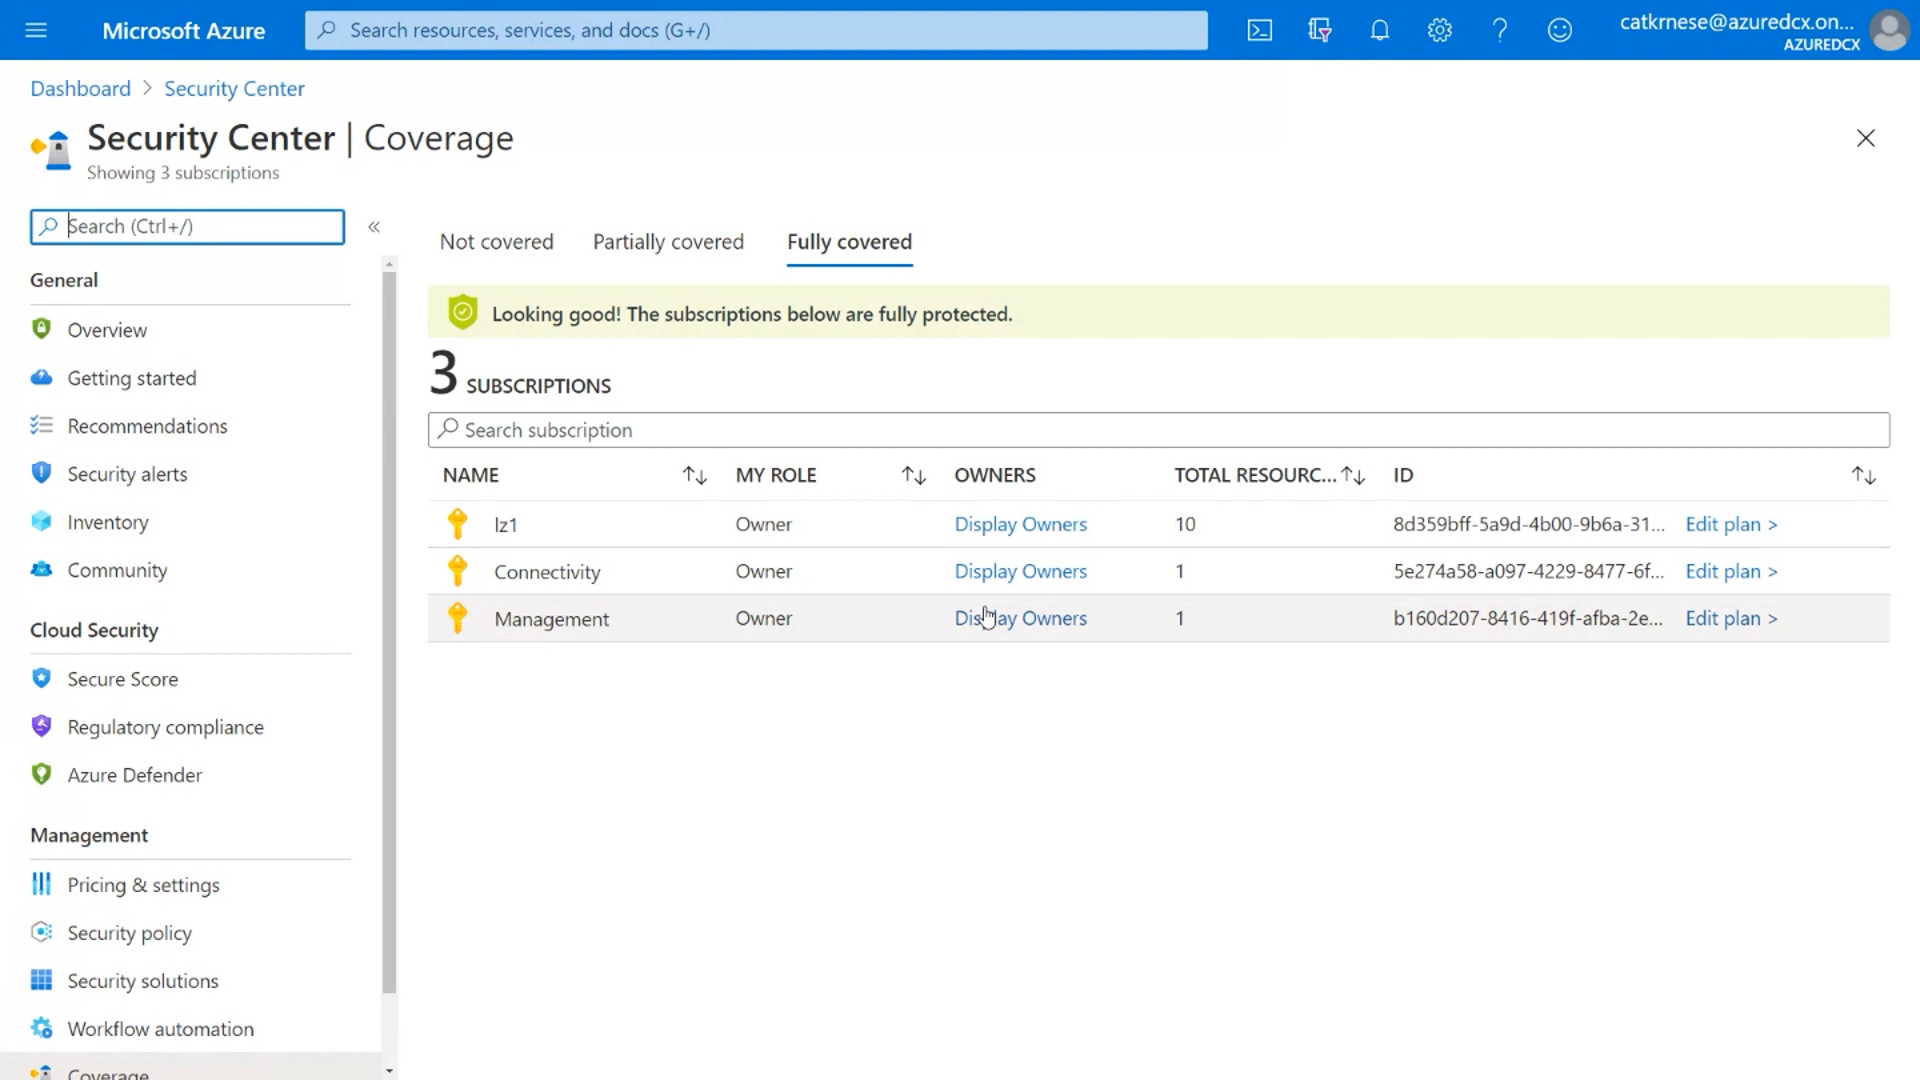 Microsoft Azure
Search resources, services, and docs (G+/)
catkrnese@azuredcx.on...
AZUREDCX
Dashboard > Security Center
Security Center | Coverage
Showing 3 subscriptions
Search (Ctrl+/)
«
General
Overview
Getting started
Recommendations
Security alerts
Inventory
Community
Cloud Security
Secure Score
Regulatory compliance
Azure Defender
Management
Pricing & settings
Security policy
Security solutions
Workflow automation
Coverage
Not covered Partially covered Fully covered
Looking good! The subscriptions below are fully protected.
3 SUBSCRIPTIONS
Search subscription
NAME MY ROLE OWNERS TOTAL RESOURC... ID
lz1 Owner Display Owners 10 8d359bff-5a9d-4b00-9b6a-31... Edit plan >
Connectivity Owner Display Owners 1 5e274a58-a097-4229-8477-6f... Edit plan >
Management Owner Display Owners 1 b160d207-8416-419f-afba-2e... Edit plan >